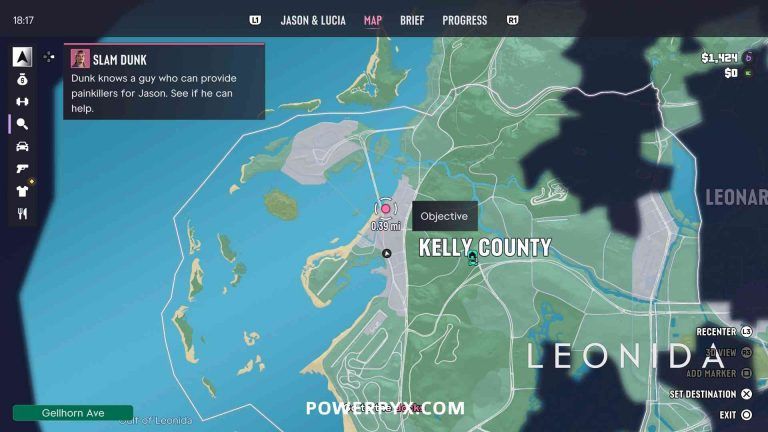 18:17
L1 JASON & LUCIA MAP BRIEF PROGRESS R1
SLAM DUNK
Dunk knows a guy who can provide
painkillers for Jason. See if he can
help.
$1,424
$0
LEONAR
Objective
0.39 mi
KELLY COUNTY
RECENTER L3
LEONIDA
3D VIEW R3
ADD MARKER
SET DESTINATION
EXIT
POWERPYX.COM
Gellhorn Ave
Gulf of Leonida